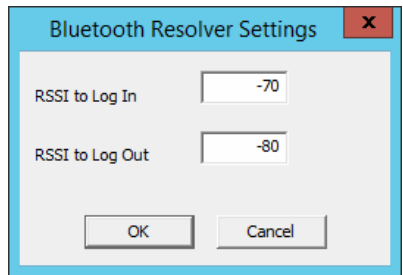 Bluetooth Resolver Settings
x
RSSI to Log In -70
RSSI to Log Out -80
OK Cancel